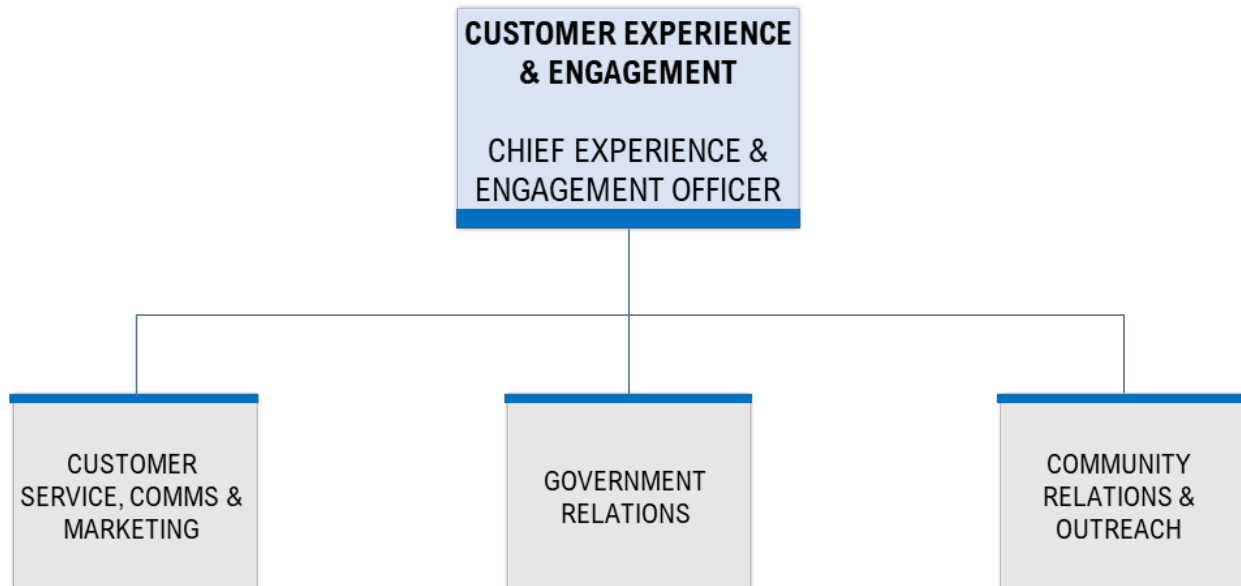 CUSTOMER EXPERIENCE
& ENGAGEMENT
CHIEF EXPERIENCE &
ENGAGEMENT OFFICER
CUSTOMER
SERVICE, COMMS &
MARKETING
GOVERNMENT
RELATIONS
COMMUNITY
RELATIONS &
OUTREACH